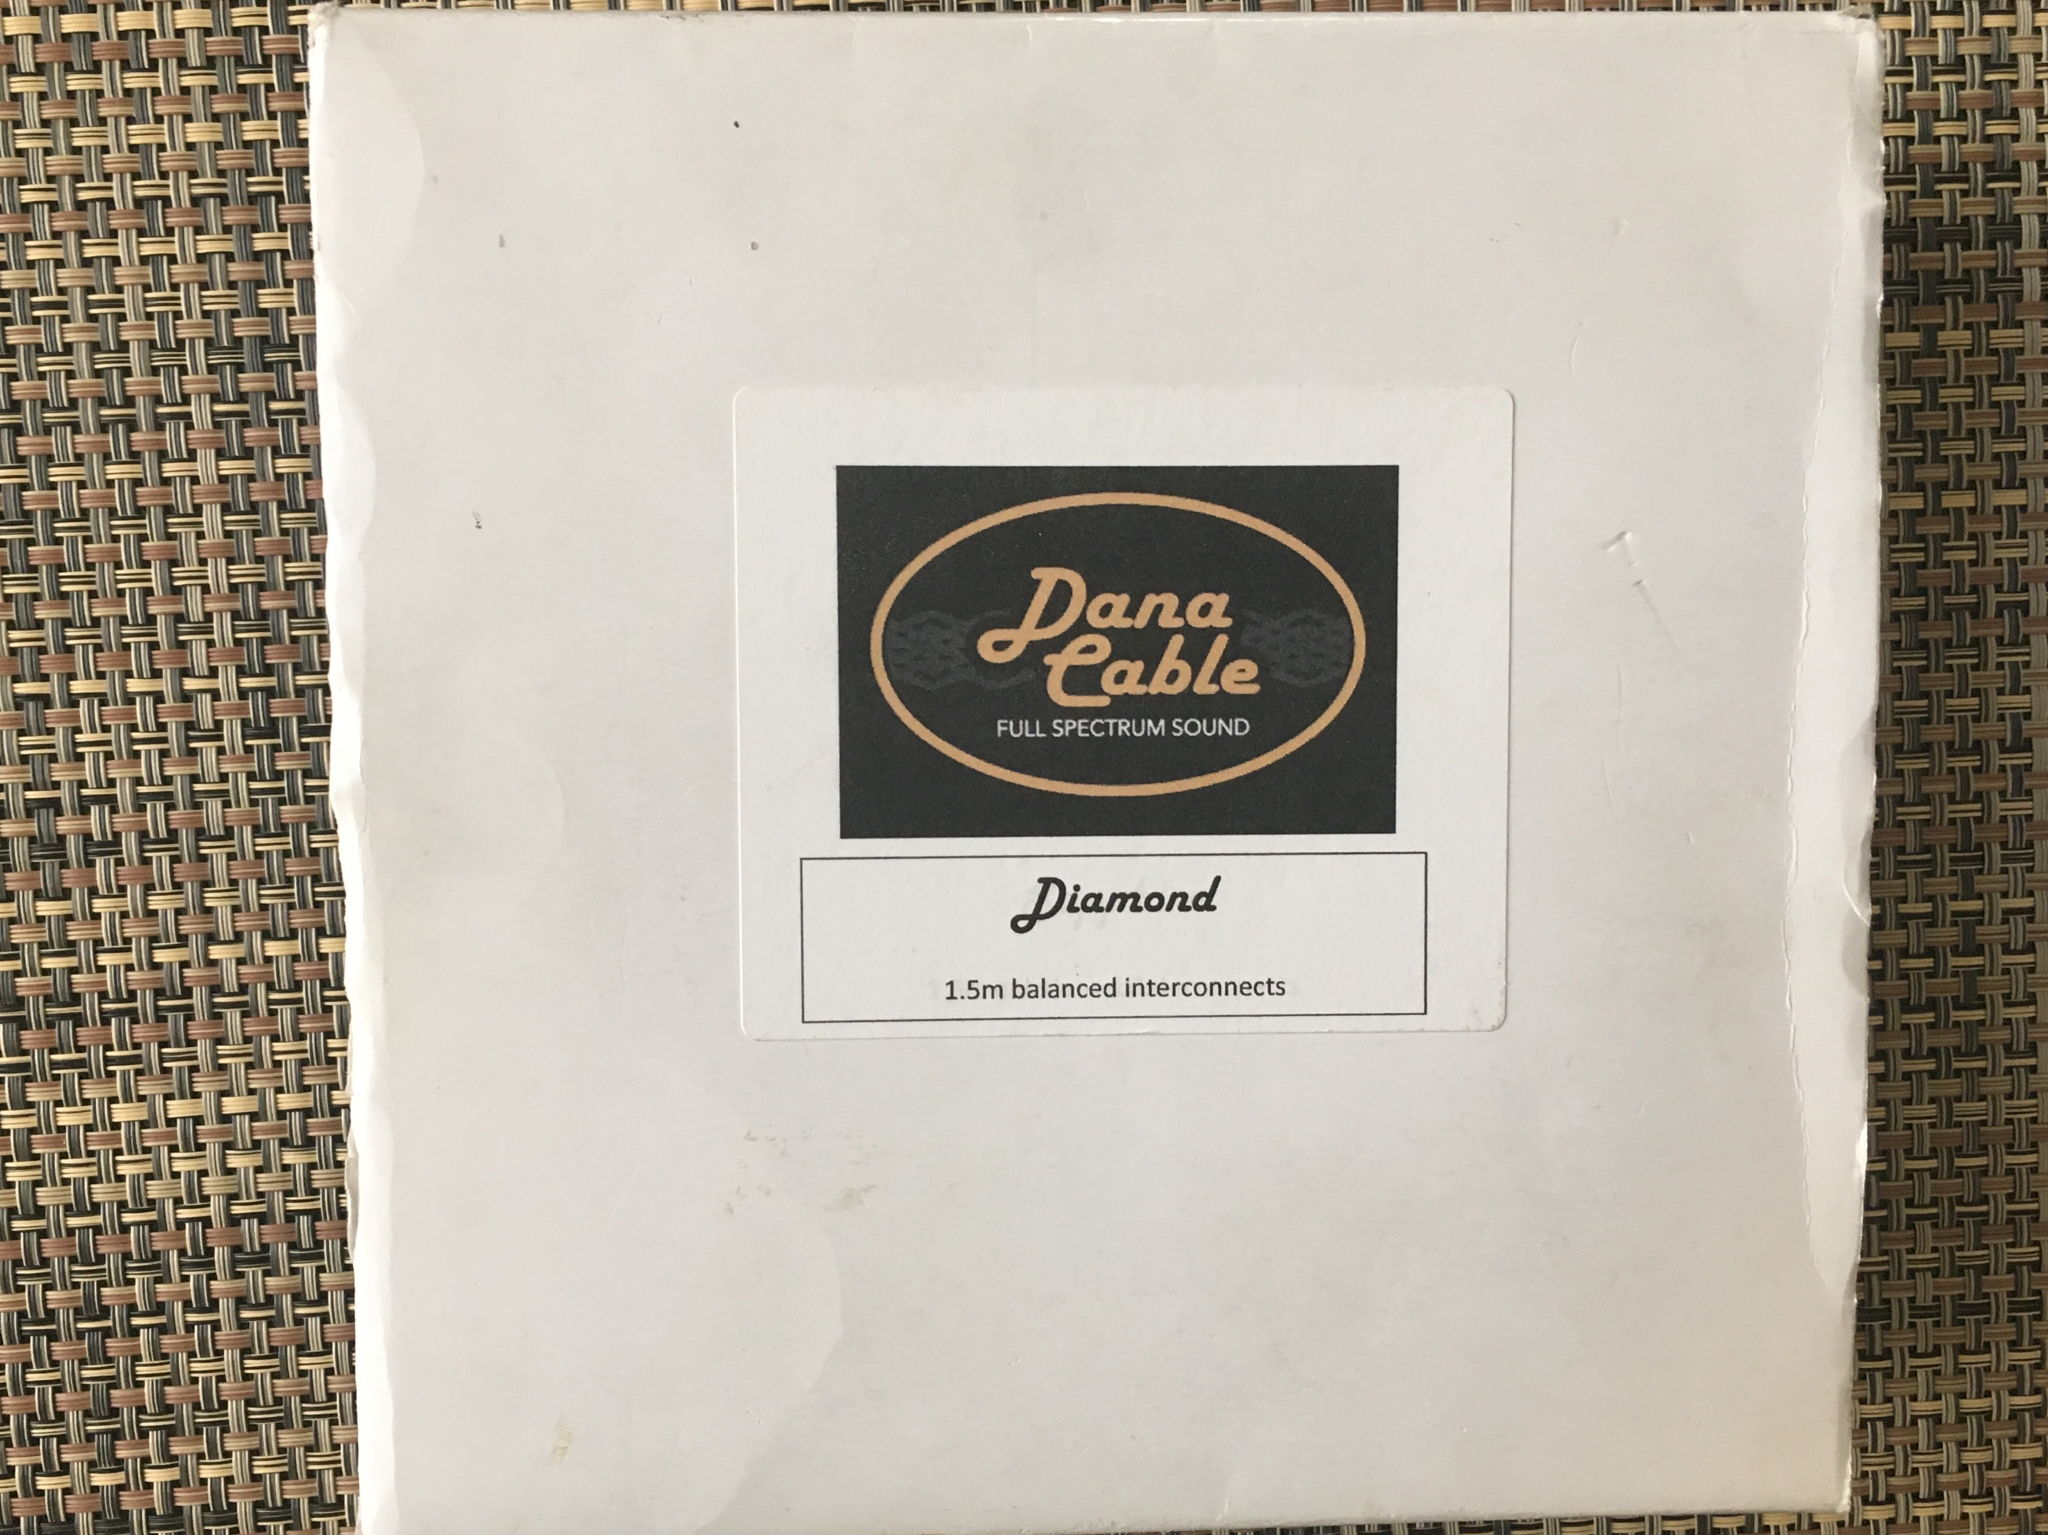 Dana
Cable
FULL SPECTRUM SOUND
Diamond
1.5m balanced interconnects